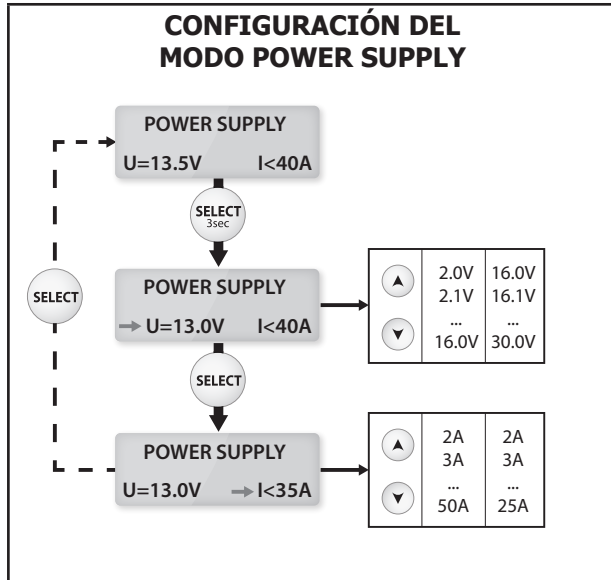 CONFIGURACIÓN DEL
MODO POWER SUPPLY
POWER SUPPLY
U=13.5V I<40A
SELECT
3sec
SELECT
POWER SUPPLY
U=13.0V I<40A
2.0V 16.0V
2.1V 16.1V
... ...
16.0V 30.0V
SELECT
POWER SUPPLY
U=13.0V I<35A
2A 2A
3A 3A
... ...
50A 25A